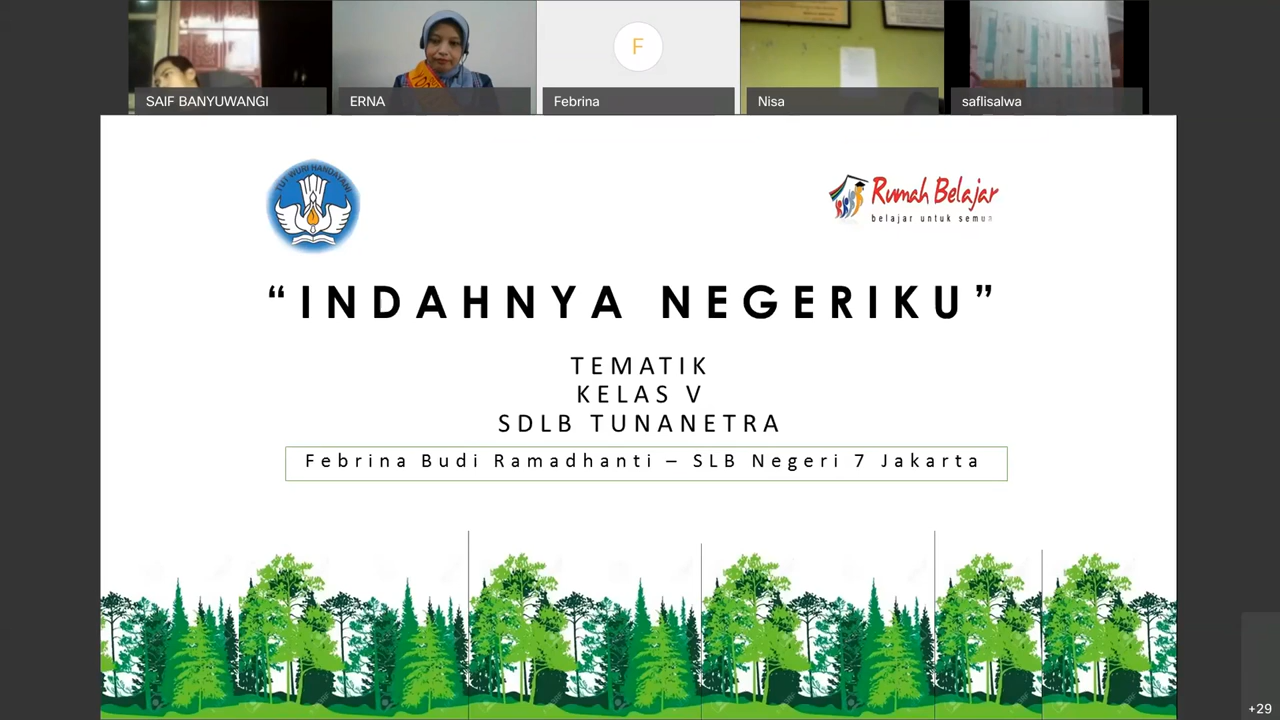 SAIF BANYUWANGI
ERNA
F
Febrina
Nisa
saflisalwa
TUT WURI HANDAYANI
Rumah Belajar
belajar untuk semua
“INDAHNYA NEGERIKU”
TEMATIK
KELAS V
SDLB TUNANETRA
Febrina Budi Ramadhanti – SLB Negeri 7 Jakarta
+29